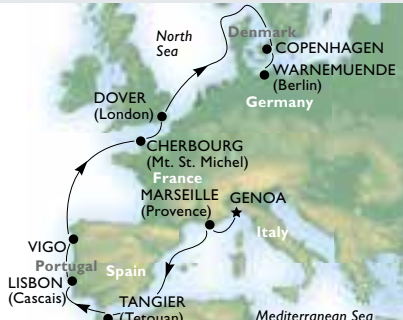 North
Sea
Denmark
COPENHAGEN
WARNEMUENDE
(Berlin)
Germany
DOVER
(London)
CHERBOURG
(Mt. St. Michel)
France
MARSEILLE
(Provence)
GENOA
Italy
VIGO
Portugal
Spain
LISBON
(Cascais)
TANGIER
(Tetouan)
Mediterranean Sea